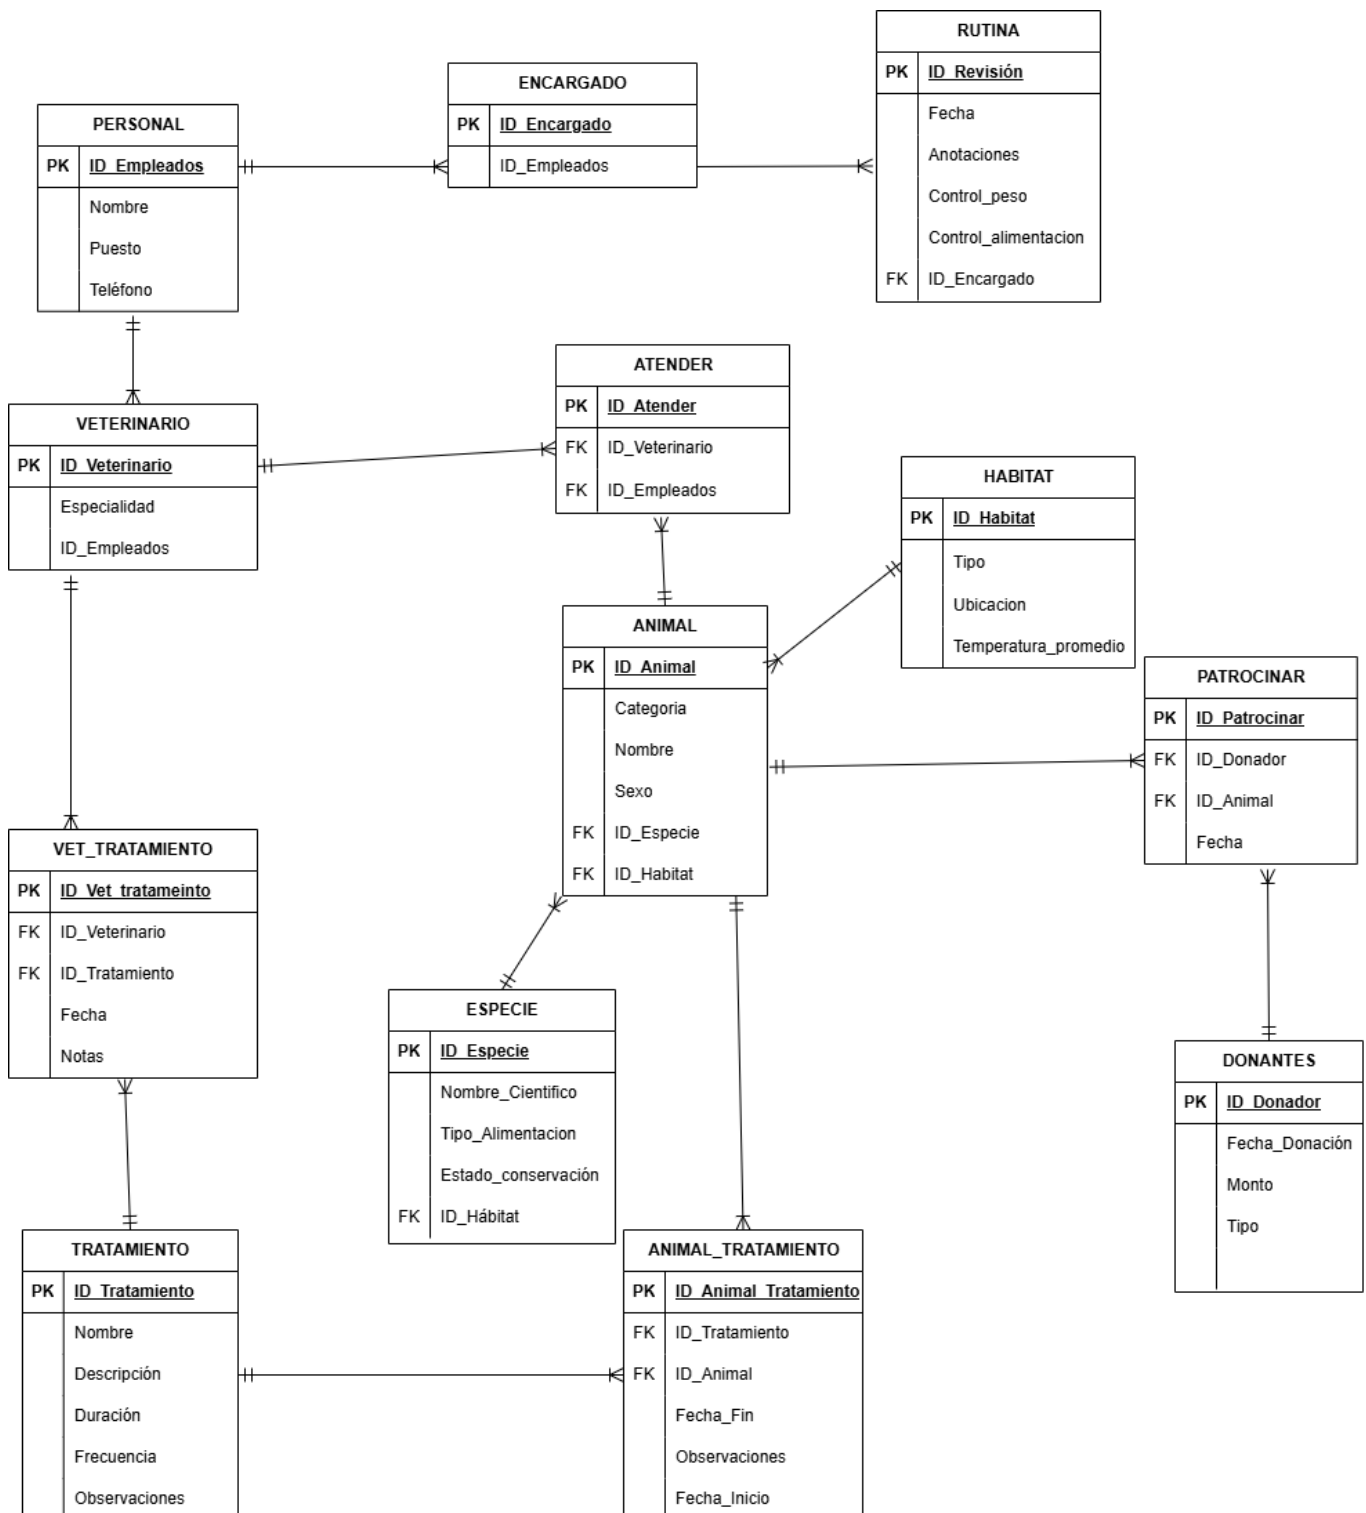 RUTINA
PK ID_Revisión
Fecha
Anotaciones
Control_peso
Control_alimentacion
FK ID_Encargado
ENCARGADO
PK ID_Encargado
ID_Empleados
PERSONAL
PK ID_Empleados
Nombre
Puesto
Teléfono
ATENDER
PK ID_Atender
FK ID_Veterinario
FK ID_Empleados
VETERINARIO
PK ID_Veterinario
Especialidad
ID_Empleados
HABITAT
PK ID_Habitat
Tipo
Ubicacion
Temperatura_promedio
ANIMAL
PK ID_Animal
Categoria
Nombre
Sexo
FK ID_Especie
FK ID_Habitat
PATROCINAR
PK ID_Patrocinar
FK ID_Donador
FK ID_Animal
Fecha
VET_TRATAMIENTO
PK ID_Vet_tratameinto
FK ID_Veterinario
FK ID_Tratamiento
Fecha
Notas
ESPECIE
PK ID_Especie
Nombre_Cientifico
Tipo_Alimentacion
Estado_conservación
FK ID_Hábitat
DONANTES
PK ID_Donador
Fecha_Donación
Monto
Tipo
TRATAMIENTO
PK ID_Tratamiento
Nombre
Descripción
Duración
Frecuencia
Observaciones
ANIMAL_TRATAMIENTO
PK ID_Animal_Tratamiento
FK ID_Tratamiento
FK ID_Animal
Fecha_Fin
Observaciones
Fecha_Inicio